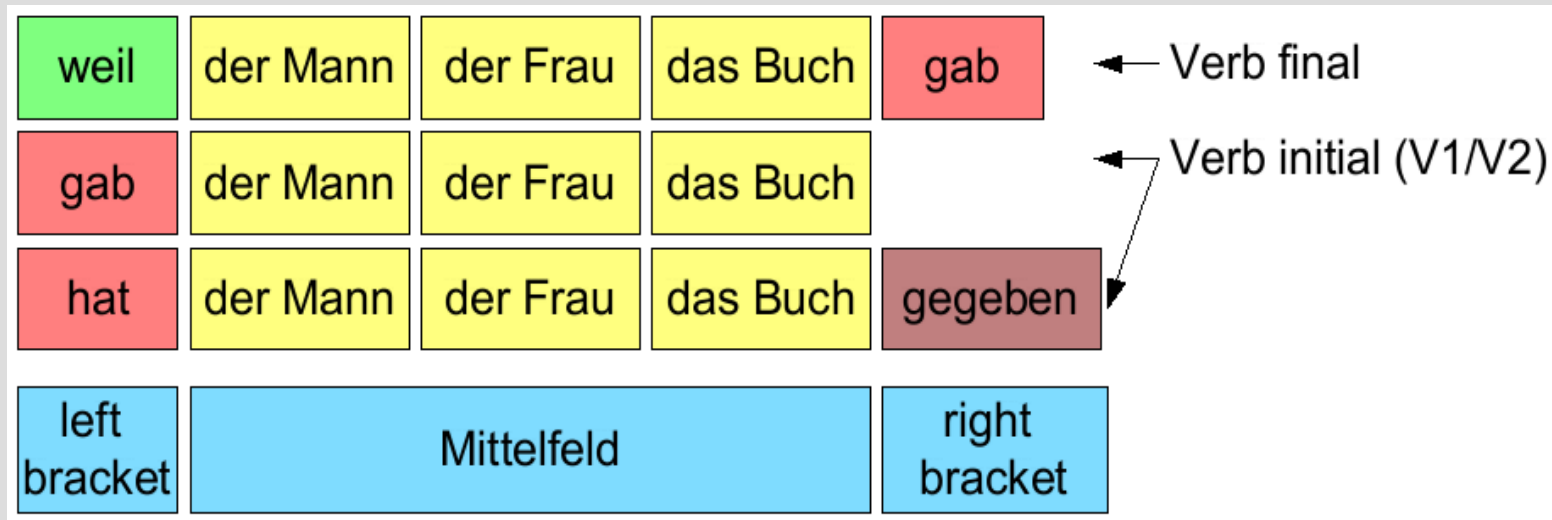 weil der Mann der Frau das Buch gab Verb final
gab der Mann der Frau das Buch Verb initial (V1/V2)
hat der Mann der Frau das Buch gegeben
left bracket Mittelfeld right bracket